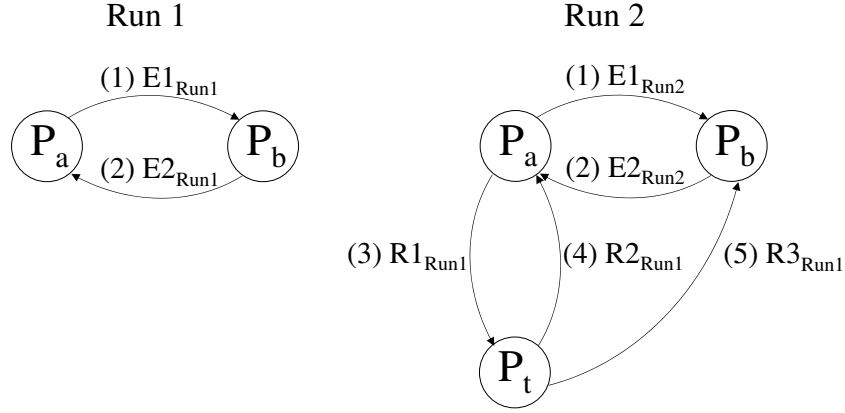 Run 1
(1) E1Run1
Pa
Pb
(2) E2Run1
Run 2
(1) E1Run2
Pa
Pb
(2) E2Run2
(3) R1Run1
(4) R2Run1
(5) R3Run1
Pt